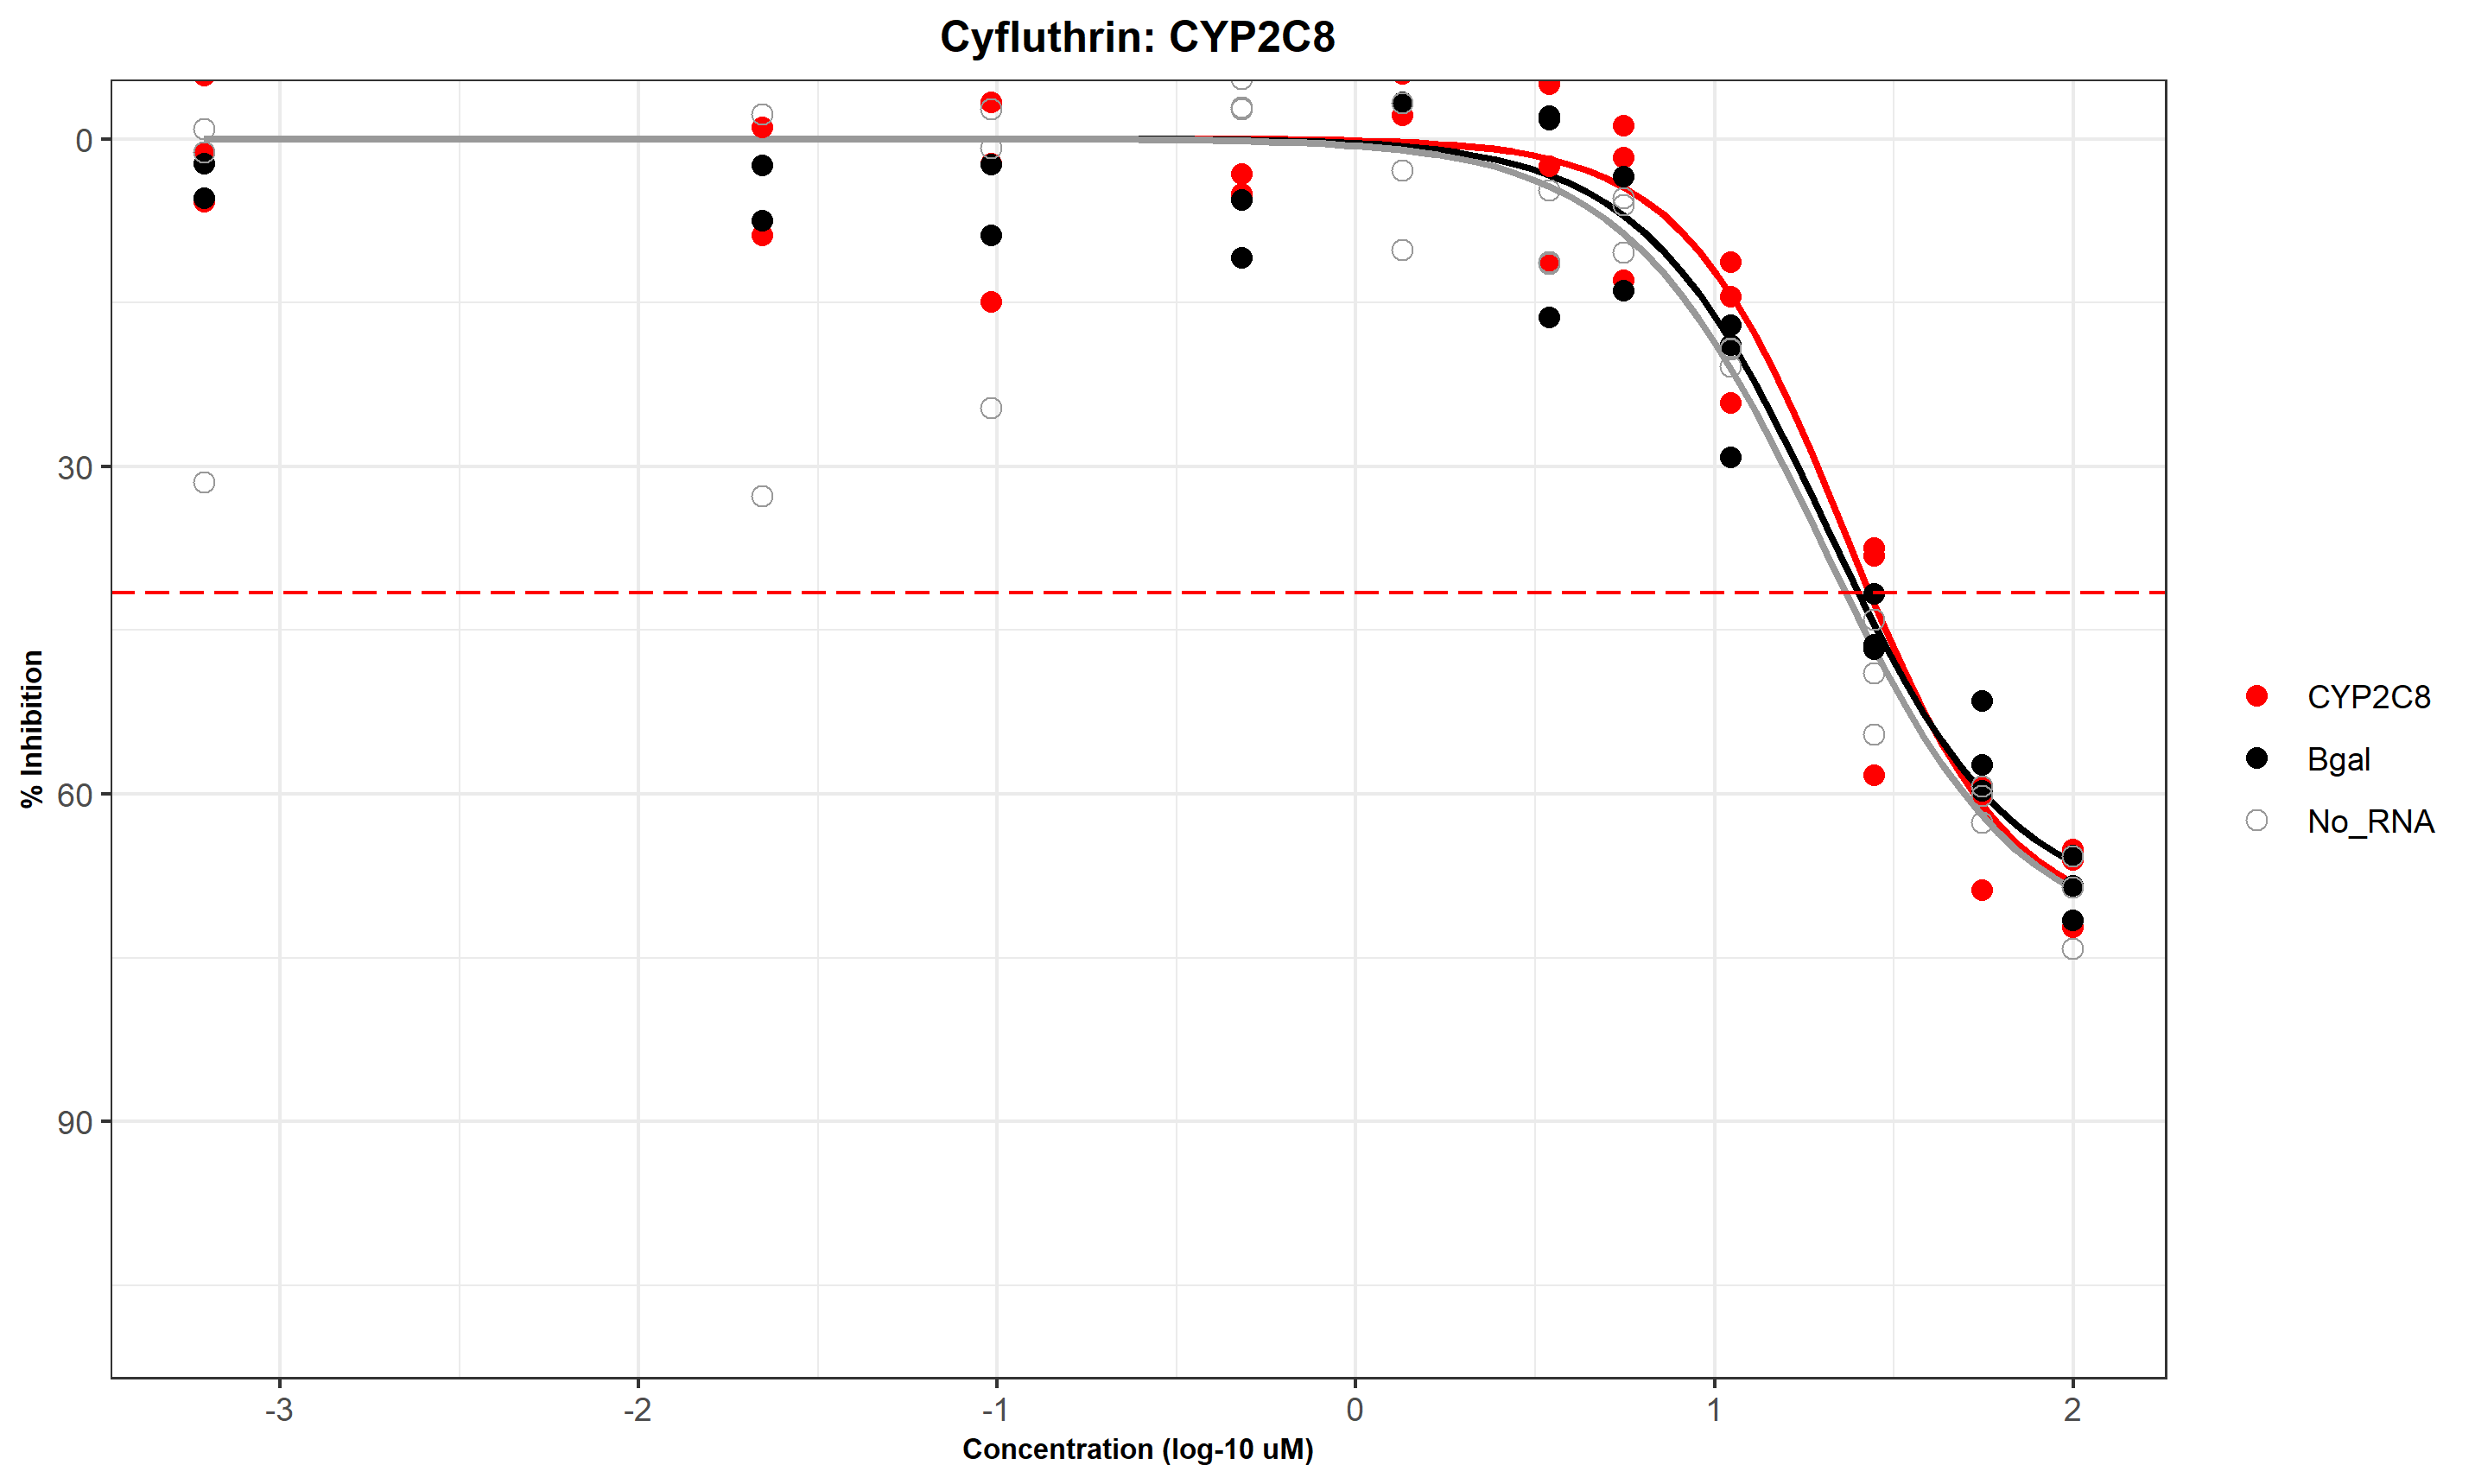 Cyfluthrin: CYP2C8
0
30
60
90
% Inhibition
-3
-2
-1
0
1
2
Concentration (log-10 uM)
CYP2C8
Bgal
No_RNA